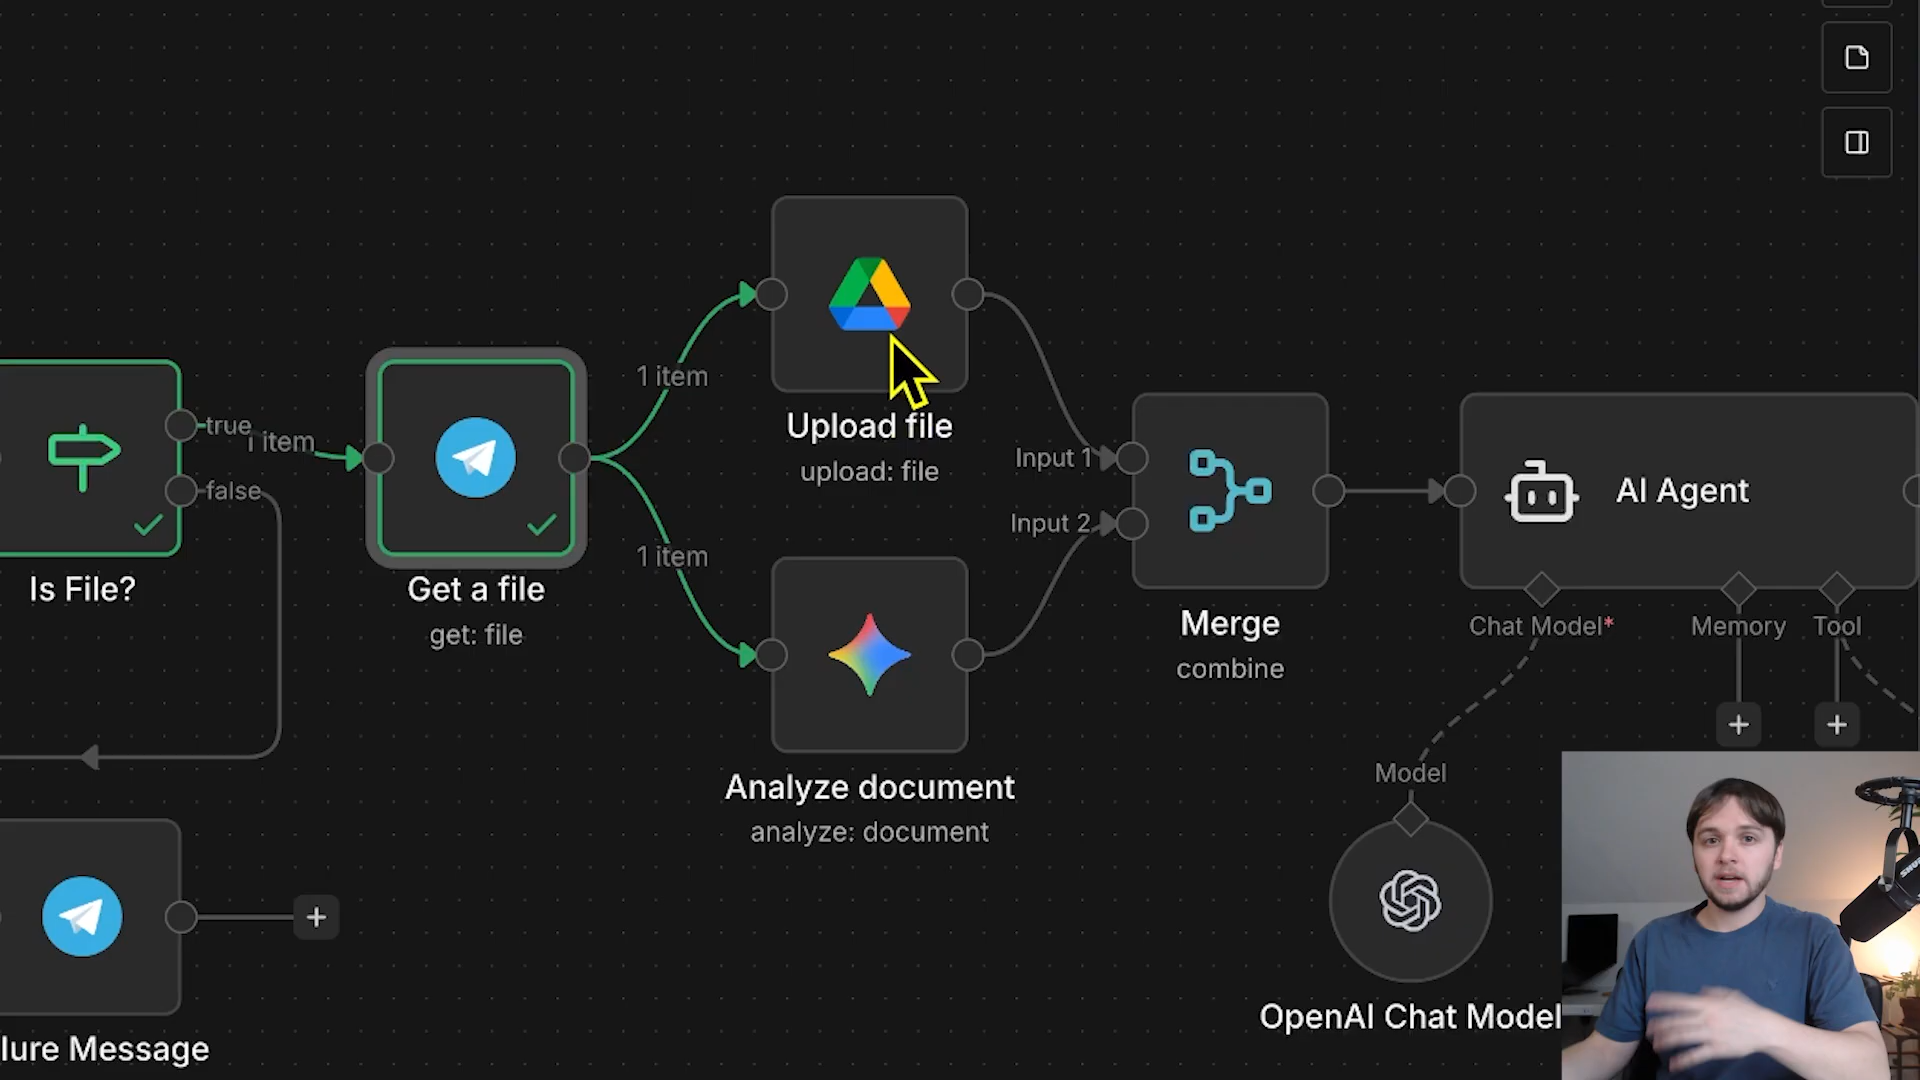 true
1 item
false
Is File?
Get a file
get: file
1 item
1 item
Upload file
upload: file
Analyze document
analyze: document
Input 1
Input 2
Merge
combine
AI Agent
Chat Model*
Memory
Tool
Model
OpenAI Chat Model
lure Message